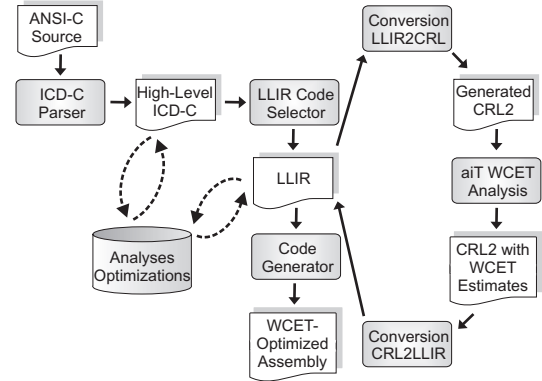 ANSI-C
Source
ICD-C
Parser
High-Level
ICD-C
LLIR Code
Selector
LLIR
Analyses
Optimizations
Code
Generator
WCET-
Optimized
Assembly
Conversion
LLIR2CRL
Generated
CRL2
aiT WCET
Analysis
CRL2 with
WCET
Estimates
Conversion
CRL2LLIR